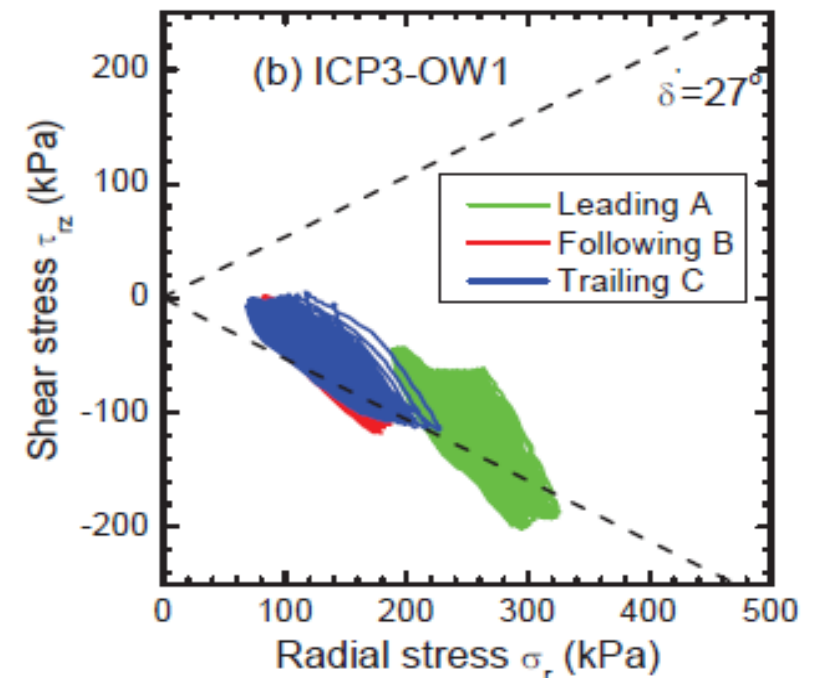 200
100
0
-100
-200
Shear stress τrz (kPa)
(b) ICP3-OW1
δ'=27°
Leading A
Following B
Trailing C
0 100 200 300 400 500
Radial stress σr (kPa)